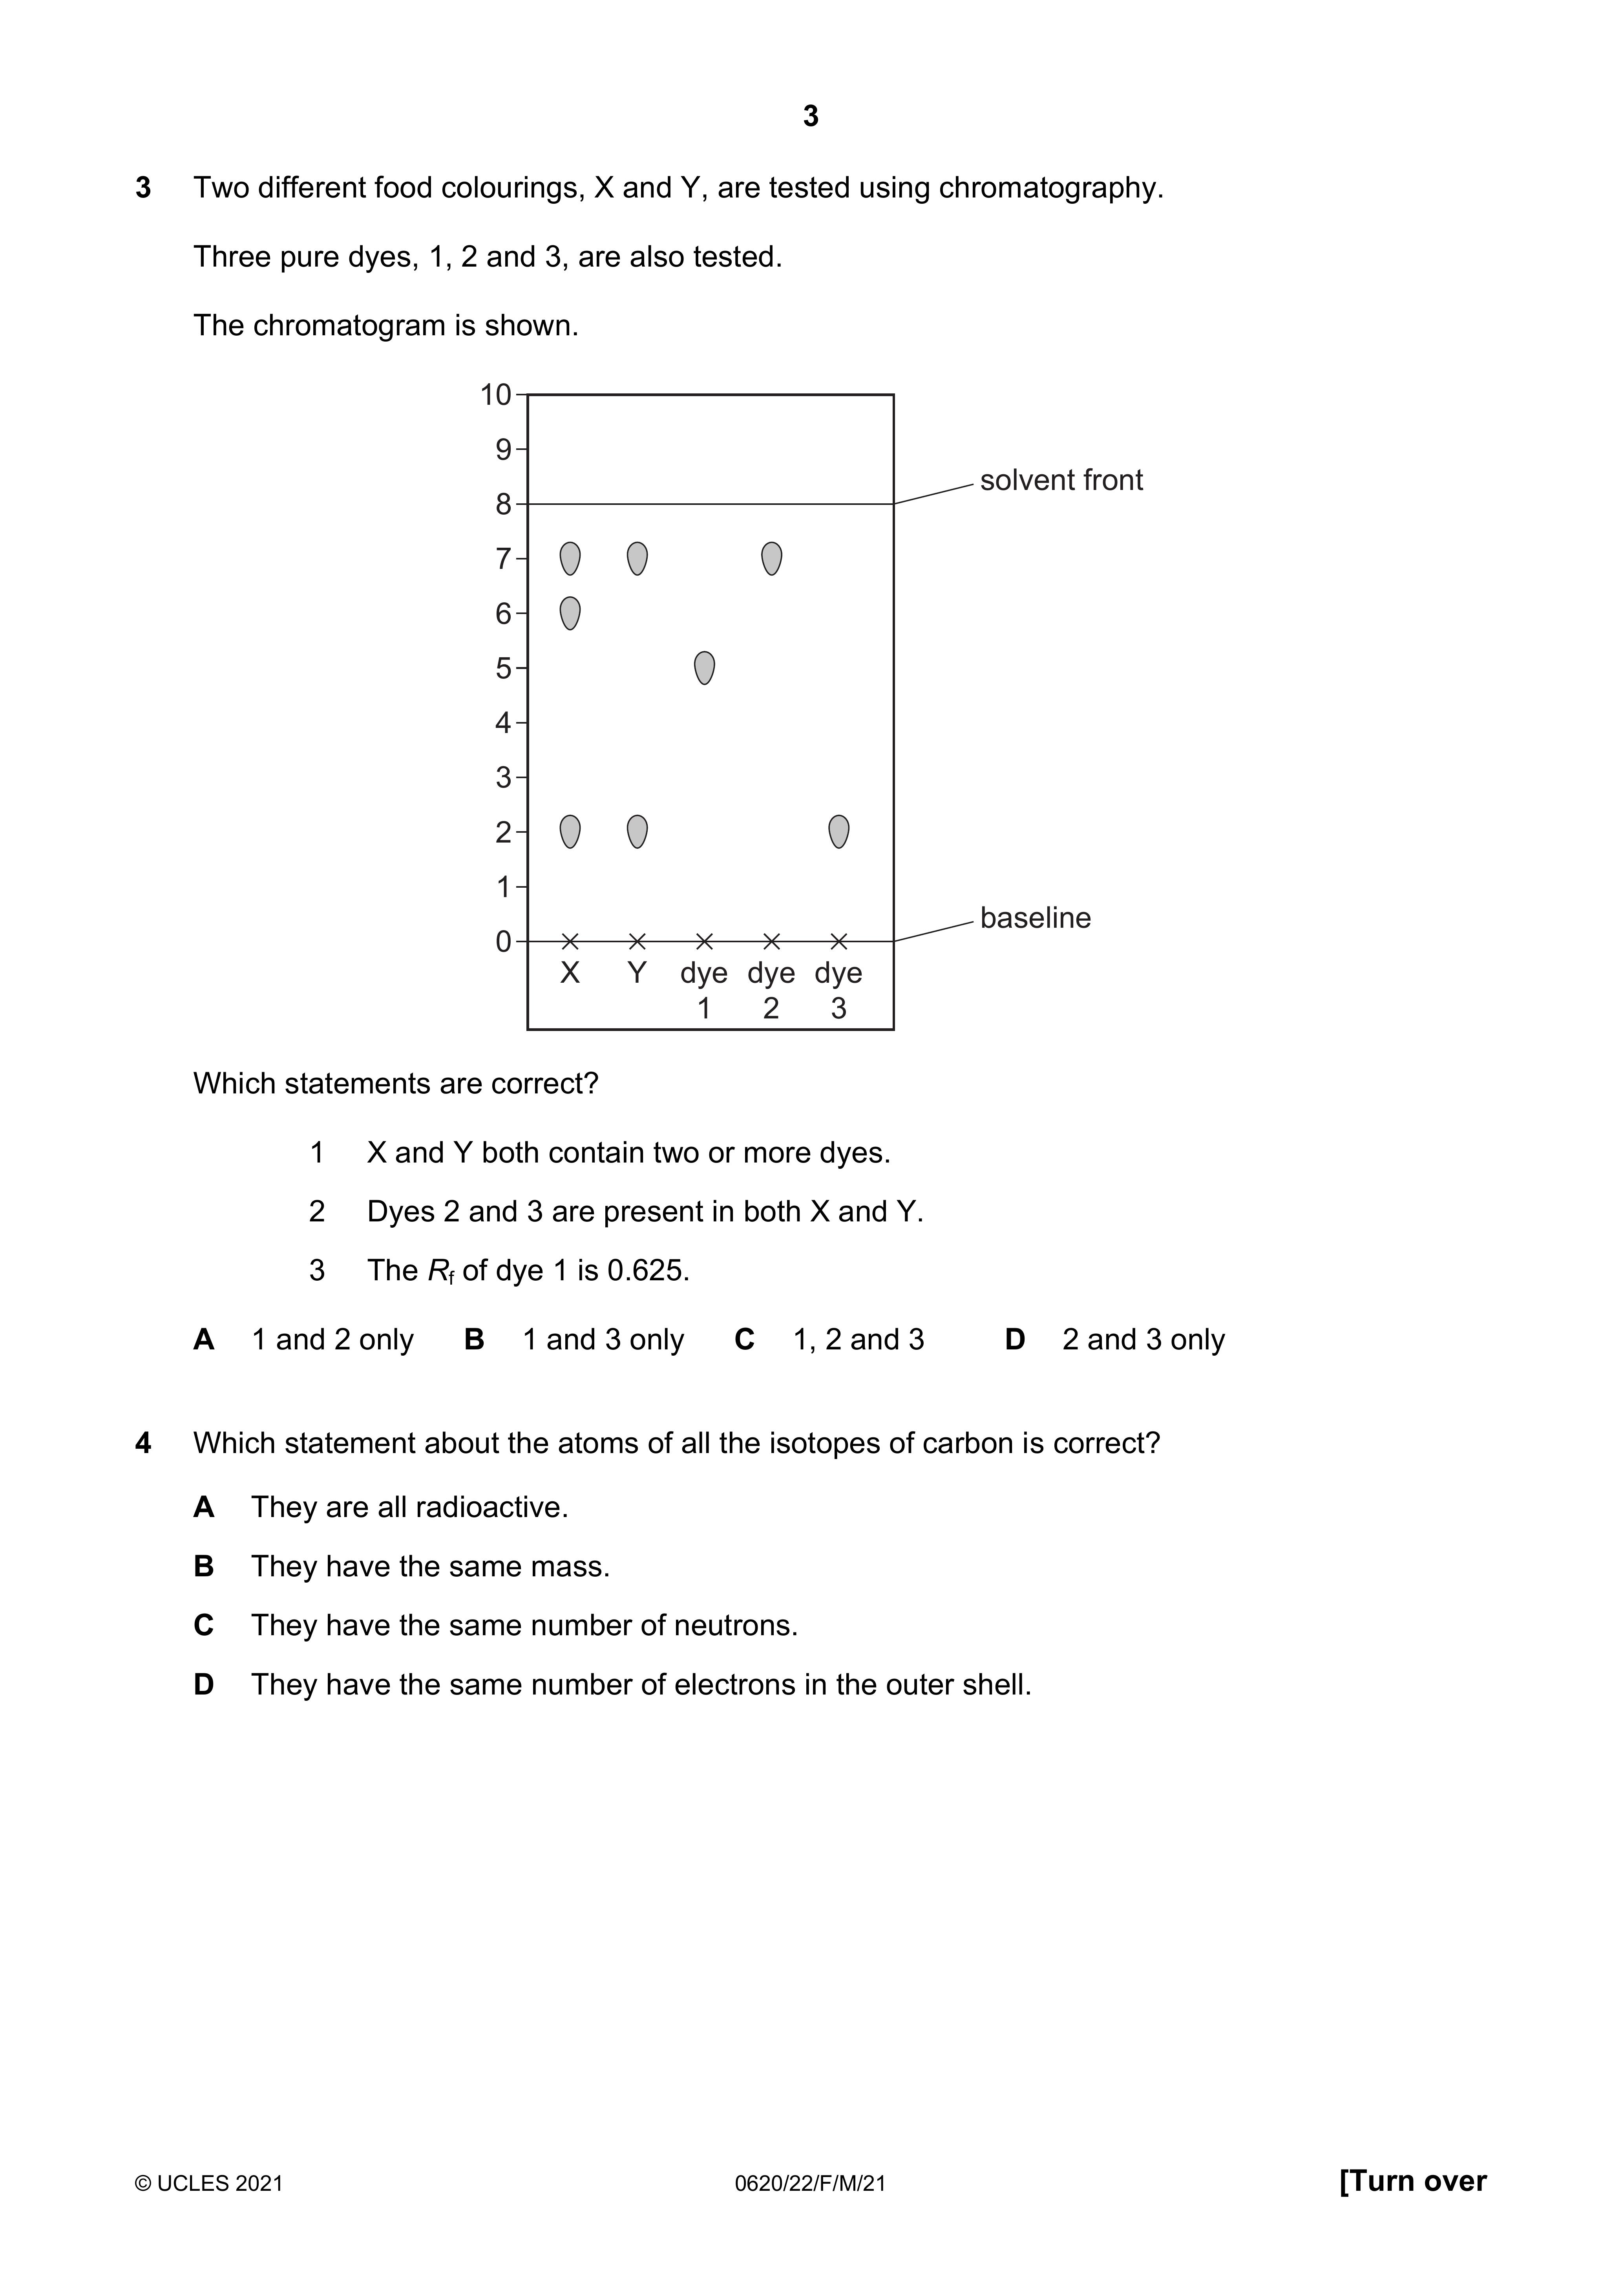 3
3 Two different food colourings, X and Y, are tested using chromatography.
Three pure dyes, 1, 2 and 3, are also tested.
The chromatogram is shown.
10
9
solvent front
8
7
6
5
4
3
2
1
baseline
0
X Y dye dye dye
1 2 3
Which statements are correct?
1 X and Y both contain two or more dyes.
2 Dyes 2 and 3 are present in both X and Y.
3 The Rf of dye 1 is 0.625.
A 1 and 2 only B 1 and 3 only C 1, 2 and 3 D 2 and 3 only
4 Which statement about the atoms of all the isotopes of carbon is correct?
A They are all radioactive.
B They have the same mass.
C They have the same number of neutrons.
D They have the same number of electrons in the outer shell.
© UCLES 2021 0620/22/F/M/21 [Turn over